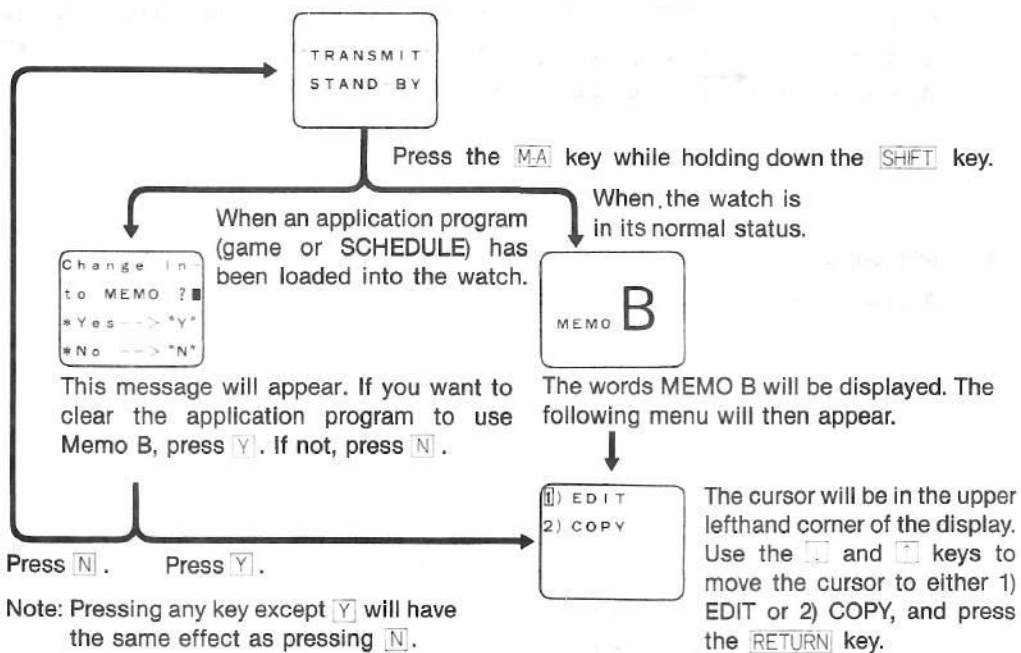 TRANSMIT
STAND-BY
Press the M-A key while holding down the SHIFT key.
When an application program
(game or SCHEDULE) has
been loaded into the watch.
When the watch is
in its normal status.
Change In-
to MEMO ?
*Yes --> "Y"
*No --> "N"
MEMO B
This message will appear. If you want to
clear the application program to use
Memo B, press Y. If not, press N.
The words MEMO B will be displayed. The
following menu will then appear.
1) EDIT
2) COPY
The cursor will be in the upper
lefthand corner of the display.
Use the ↓ and ↑ keys to
move the cursor to either 1)
EDIT or 2) COPY, and press
the RETURN key.
Press N. Press Y.
Note: Pressing any key except Y will have
the same effect as pressing N.